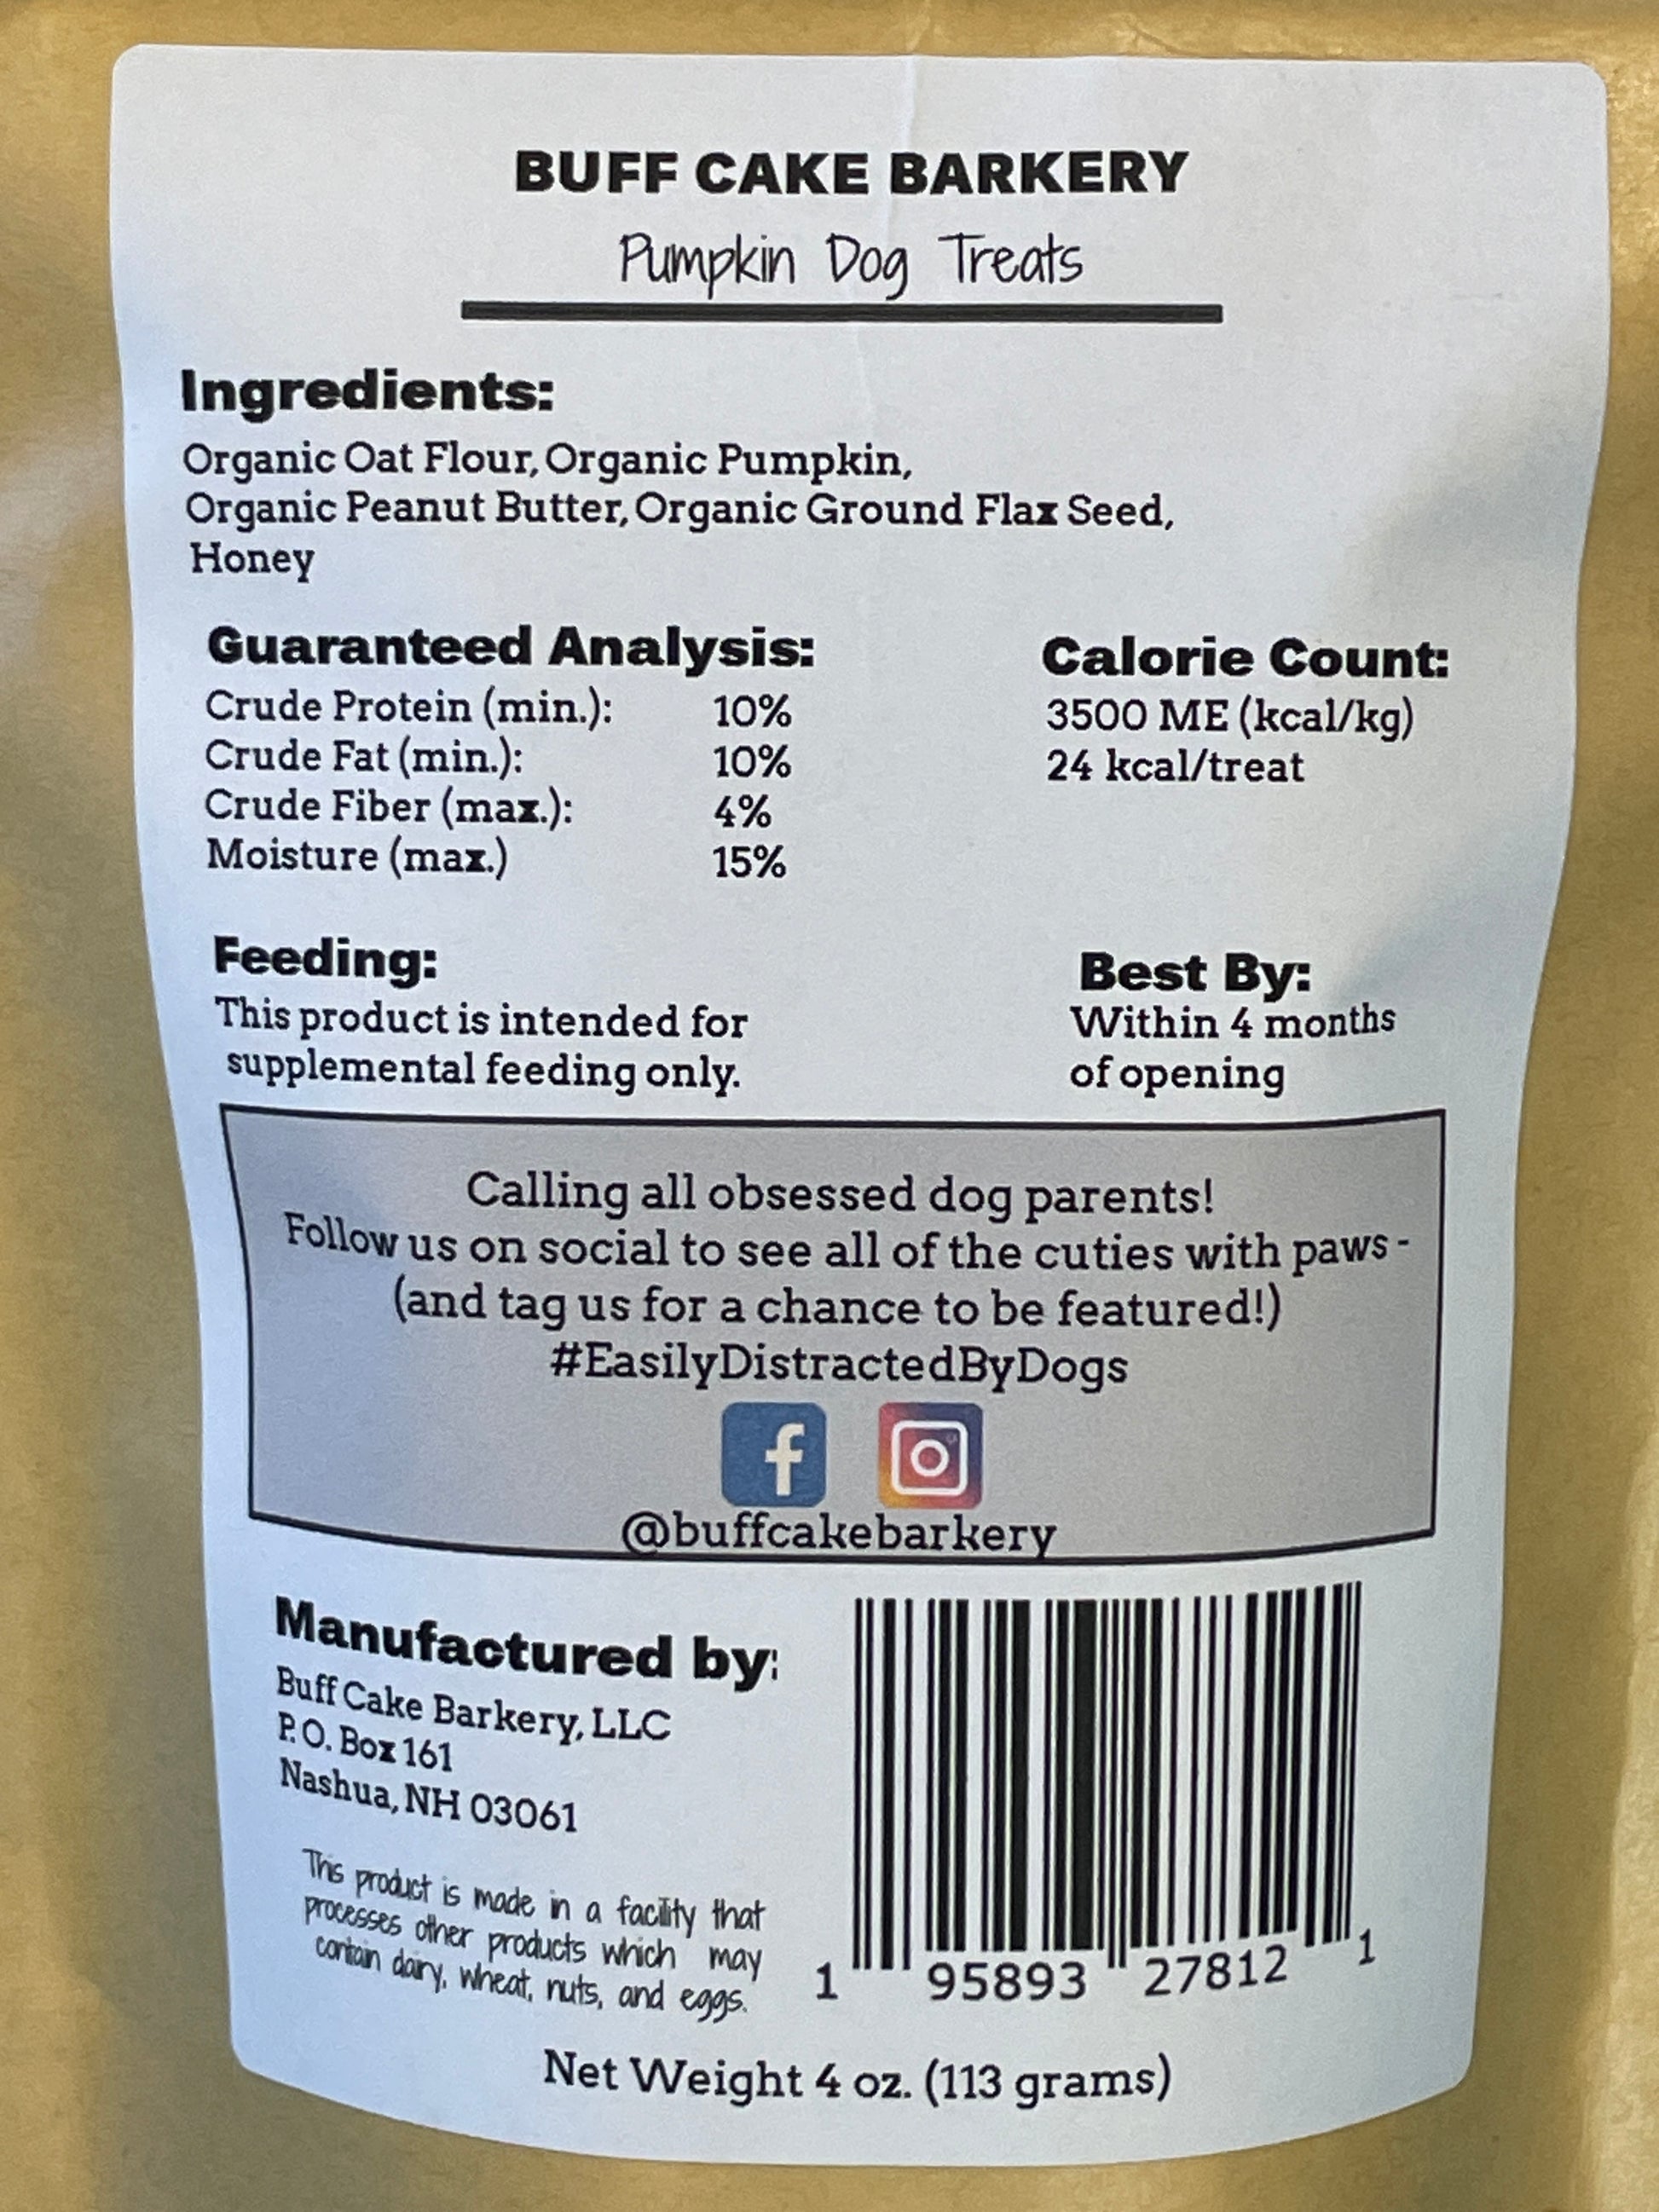 BUFF CAKE BARKERY
Pumpkin Dog Treats
Ingredients:
Organic Oat Flour, Organic Pumpkin,
Organic Peanut Butter, Organic Ground Flax Seed,
Honey
Guaranteed Analysis:
Crude Protein (min.): 10%
Crude Fat (min.): 10%
Crude Fiber (max.): 4%
Moisture (max.) 15%
Calorie Count:
3500 ME (kcal/kg)
24 kcal/treat
Feeding:
This product is intended for
supplemental feeding only.
Best By:
Within 4 months
of opening
Calling all obsessed dog parents!
Follow us on social to see all of the cuties with paws -
(and tag us for a chance to be featured!)
#EasilyDistractedByDogs
f
@buffcakebarkery
Manufactured by:
Buff Cake Barkery, LLC
P.O. Box 161
Nashua, NH 03061
This product is made in a facility that
processes other products which may
contain dairy, wheat, nuts, and eggs.
1 95893 27812 1
Net Weight 4 oz. (113 grams)